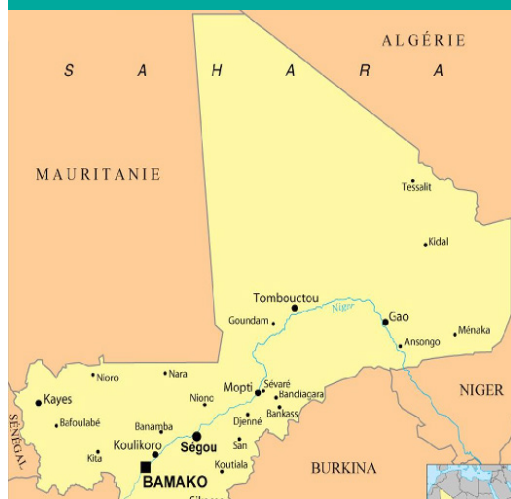 ALGÉRIE
S A H A R A
MAURITANIE
Tessalit
Kidal
Tombouctou
Niger
Gao
Goundam
Ménaka
Ansongo
Nioro
Nara
Sévaré
Mopti
NIGER
Kayes
Niono
Bandiagara
Bankass
SÉNÉGAL
Bafoulabé
Djenné
Banamba
Ségou
San
Koulikoro
Kita
Koutiala
BURKINA
BAMAKO